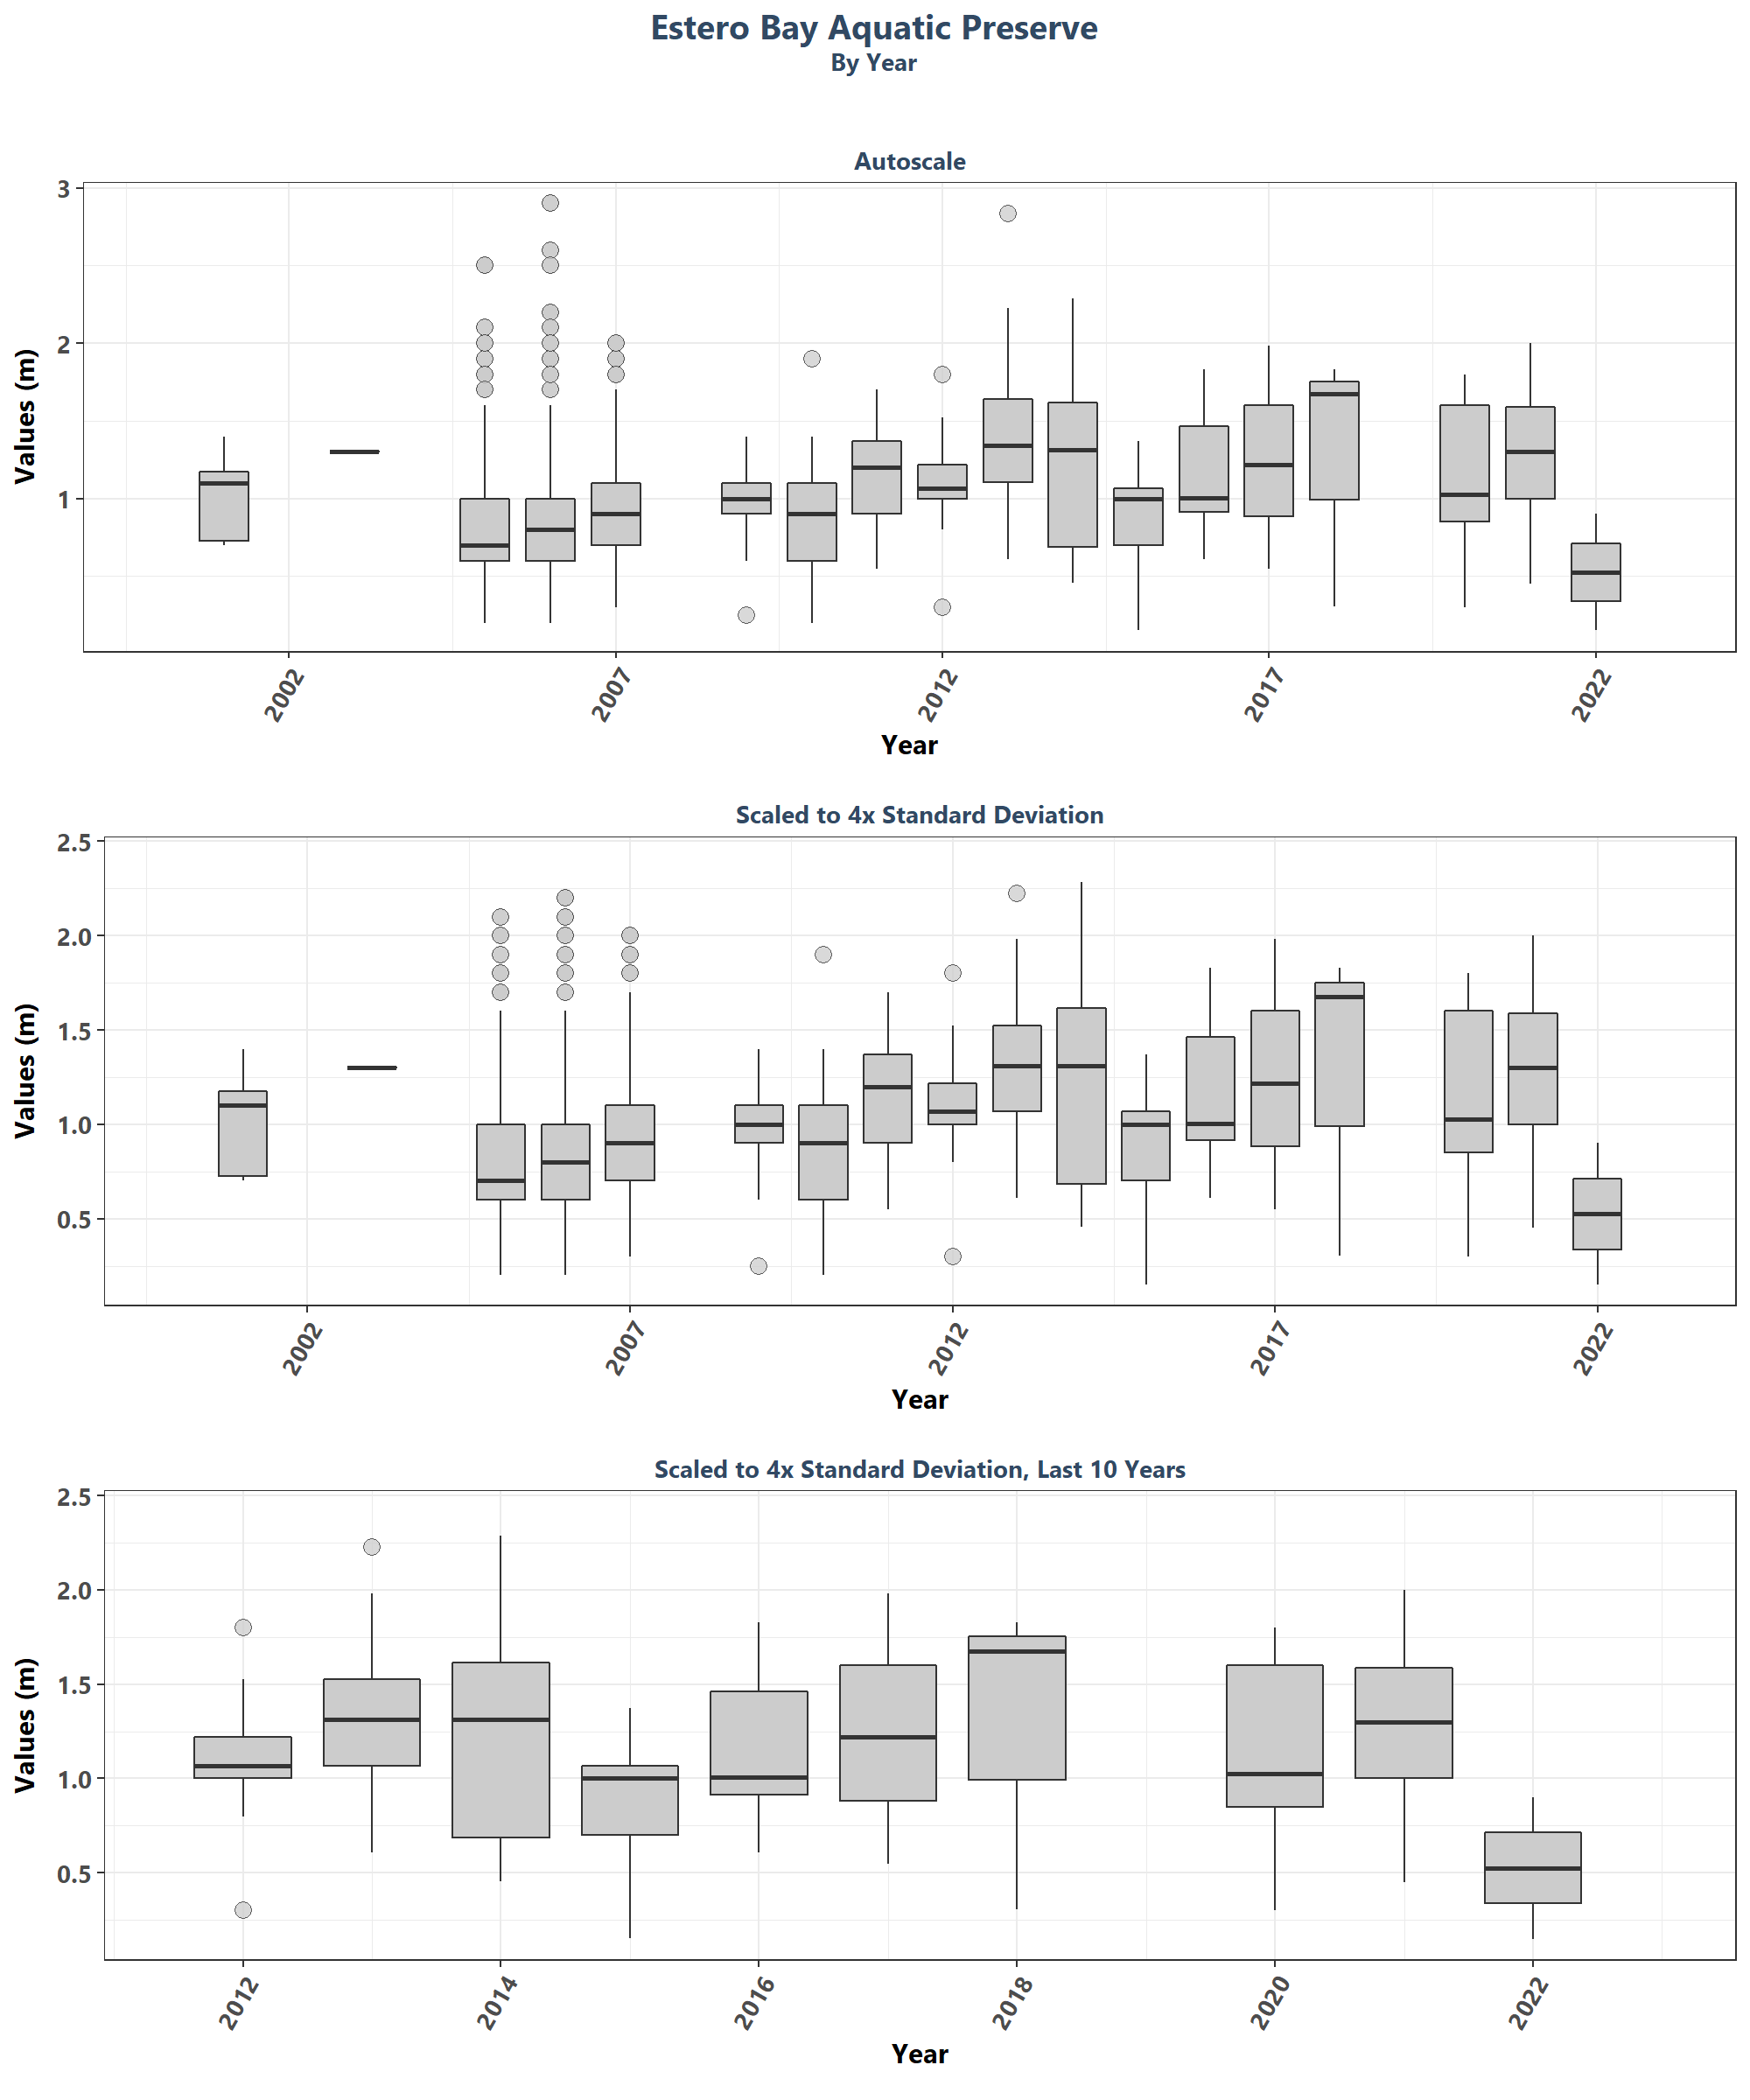 Estero Bay Aquatic Preserve
By Year
Autoscale
3
2
1
Values (m)
2002 2007 2012 2017 2022
Year
Scaled to 4x Standard Deviation
2.5
2.0
1.5
1.0
0.5
Values (m)
2002 2007 2012 2017 2022
Year
Scaled to 4x Standard Deviation, Last 10 Years
2.5
2.0
1.5
1.0
0.5
Values (m)
2012 2014 2016 2018 2020 2022
Year